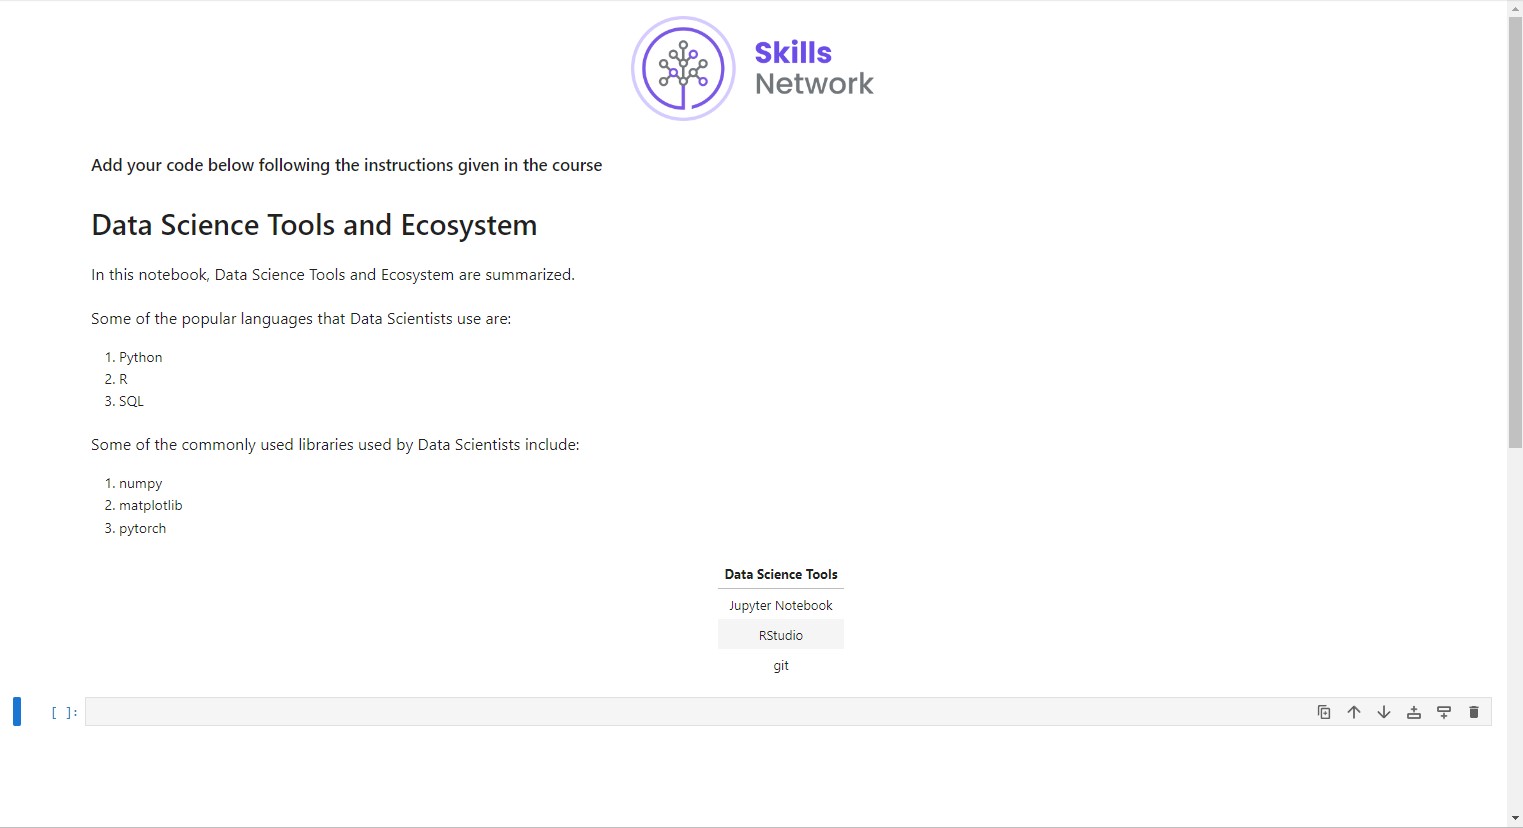 Skills
Network
Add your code below following the instructions given in the course
Data Science Tools and Ecosystem
In this notebook, Data Science Tools and Ecosystem are summarized.
Some of the popular languages that Data Scientists use are:
1. Python
2. R
3. SQL
Some of the commonly used libraries used by Data Scientists include:
1. numpy
2. matplotlib
3. pytorch
Data Science Tools
Jupyter Notebook
RStudio
git
[ ]: